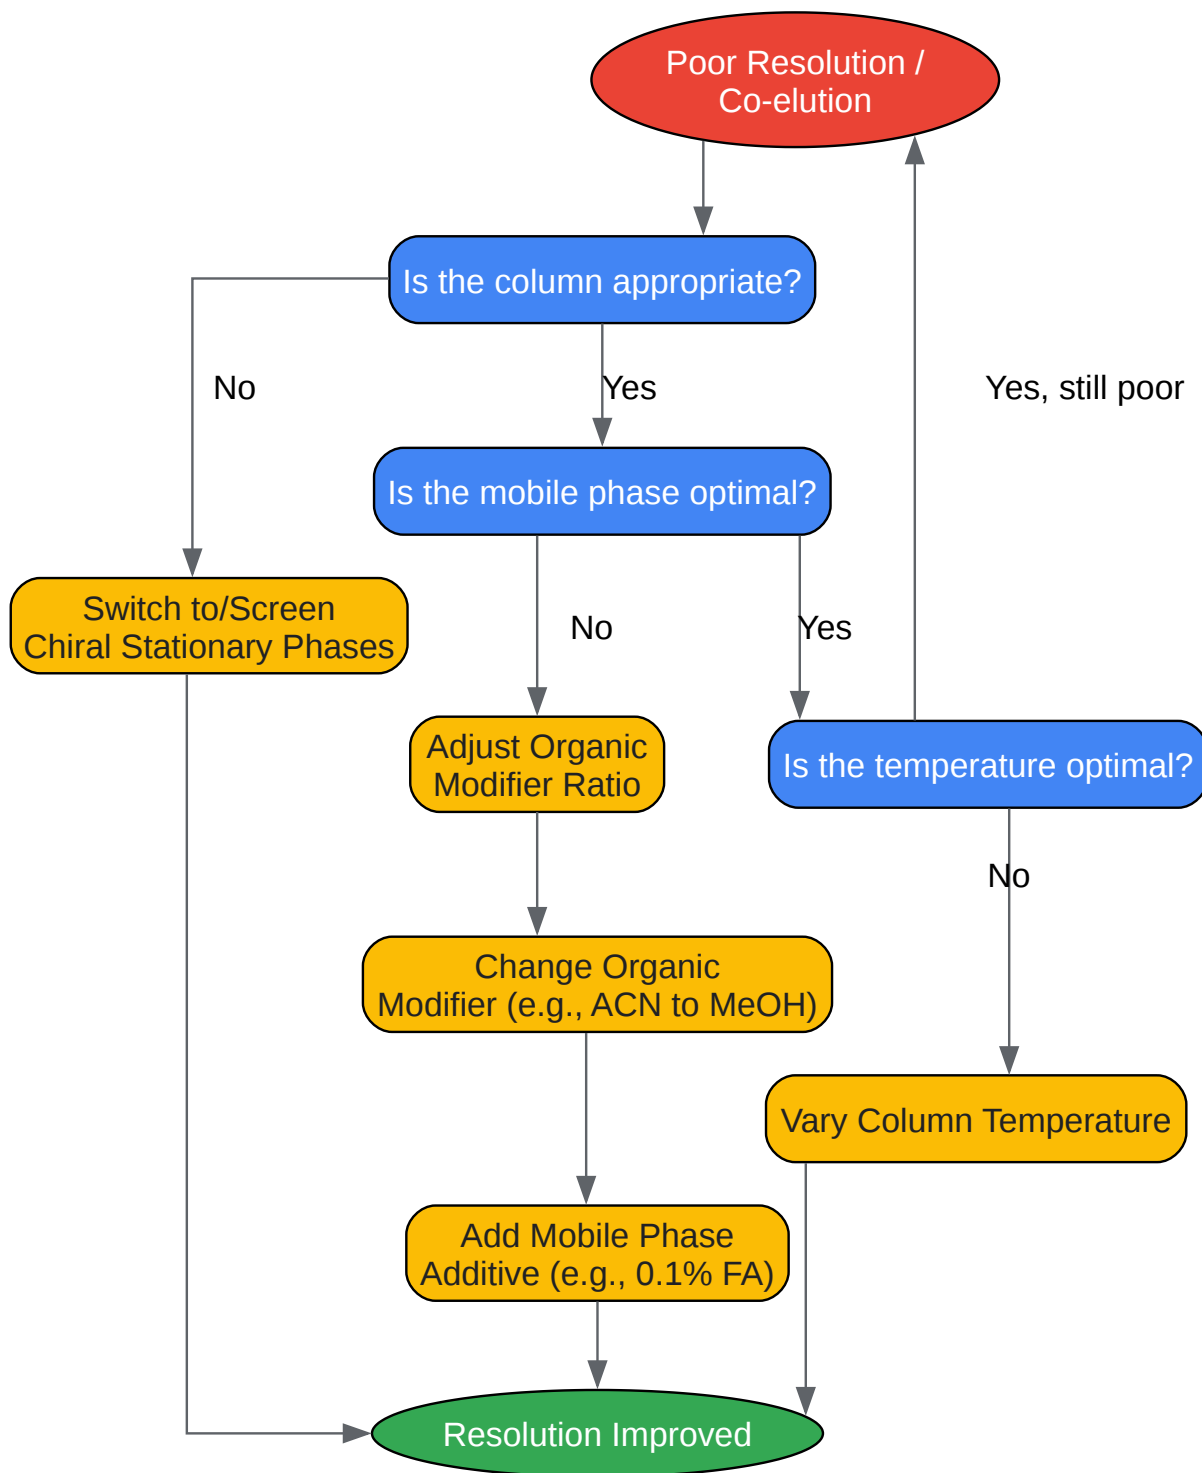 Poor Resolution /
Co-elution
Is the column appropriate?
No
Yes
Yes, still poor
Is the mobile phase optimal?
Switch to/Screen
Chiral Stationary Phases
No
Yes
Adjust Organic
Modifier Ratio
Is the temperature optimal?
No
Change Organic
Modifier (e.g., ACN to MeOH)
Vary Column Temperature
Add Mobile Phase
Additive (e.g., 0.1% FA)
Resolution Improved